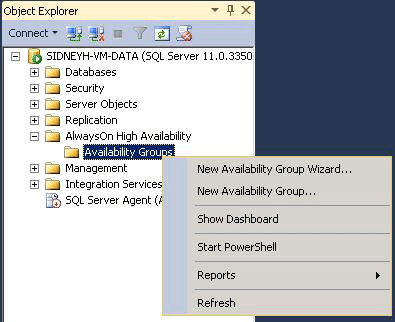 Object Explorer
Connect
SIDNEYH-VM-DATA (SQL Server 11.0.3350
Databases
Security
Server Objects
Replication
AlwaysOn High Availability
Availability Groups
Management
Integration Services
SQL Server Agent (A
New Availability Group Wizard...
New Availability Group...
Show Dashboard
Start PowerShell
Reports
Refresh